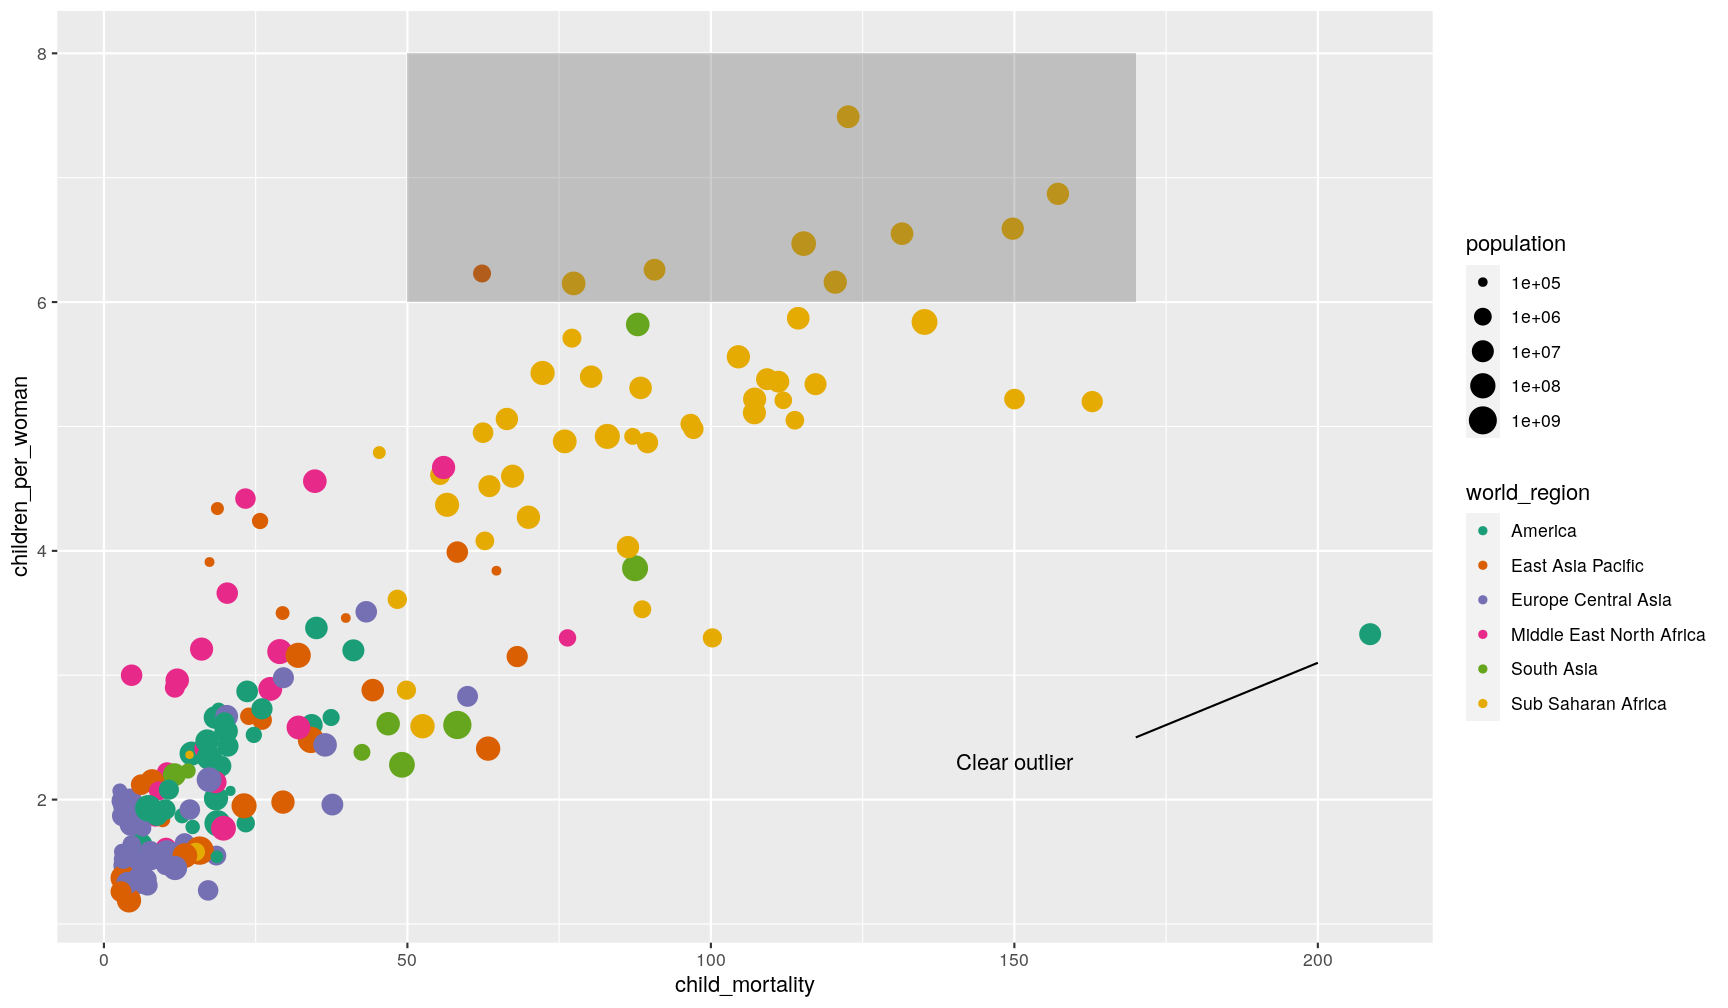 8
6
4
2
children_per_woman
Clear outlier
0
50
100
150
200
child_mortality
population
1e+05
1e+06
1e+07
1e+08
1e+09
world_region
America
East Asia Pacific
Europe Central Asia
Middle East North Africa
South Asia
Sub Saharan Africa